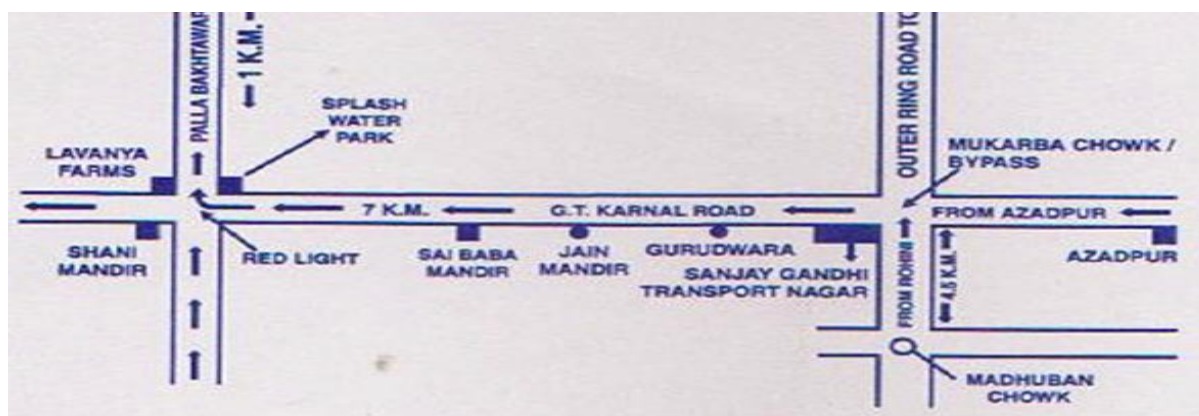 PALLA BAKHTAWAR
1 K.M.
OUTER RING ROAD TO
SPLASH
WATER
PARK
LAVANYA
FARMS
MUKARBA CHOWK /
BYPASS
7 K.M.
G.T. KARNAL ROAD
FROM AZADPUR
SHANI
MANDIR
RED LIGHT
SAI BABA
MANDIR
JAIN
MANDIR
GURUDWARA
SANJAY GANDHI
TRANSPORT NAGAR
FROM ROHINI
4.5 K.M.
AZADPUR
MADHUBAN
CHOWK